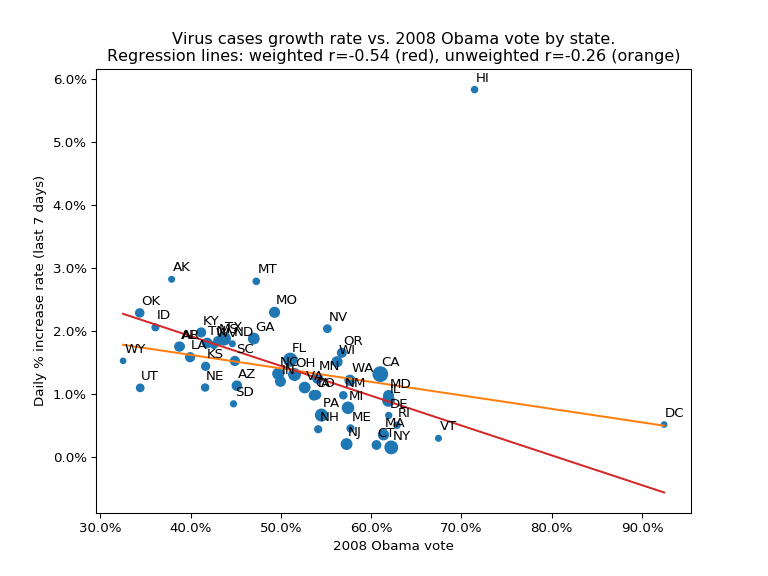 Virus cases growth rate vs. 2008 Obama vote by state.
Regression lines: weighted r=-0.54 (red), unweighted r=-0.26 (orange)
6.0%
HI
5.0%
4.0%
Daily % increase rate (last 7 days)
3.0%
AK
MT
OK
MO
ID
KY
NV
2.0%
TX
ND
GA
OR
WI
WY
LA
KS
SC
FL
OH
IN
MN
WA
CA
UT
NE
AZ
VA
NM
MD
IL
1.0%
SD
PA
MI
DE
RI
NH
ME
MA
VT
DC
NJ
CT
NY
0.0%
30.0% 40.0% 50.0% 60.0% 70.0% 80.0% 90.0%
2008 Obama vote